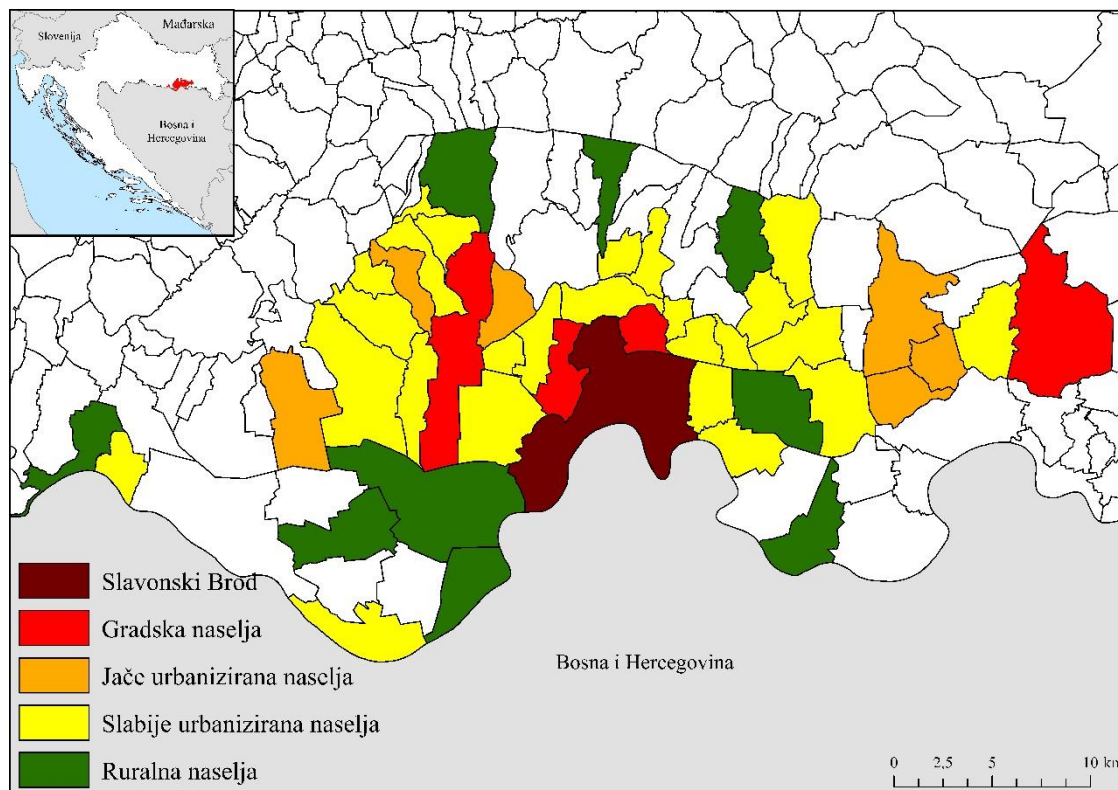 Mađarska
Slovenija
Bosna i
Hercegovina
Bosna i Hercegovina
Slavonski Brod
Gradska naselja
Jače urbanizirana naselja
Slabije urbanizirana naselja
Ruralna naselja
0 2,5 5 10 km